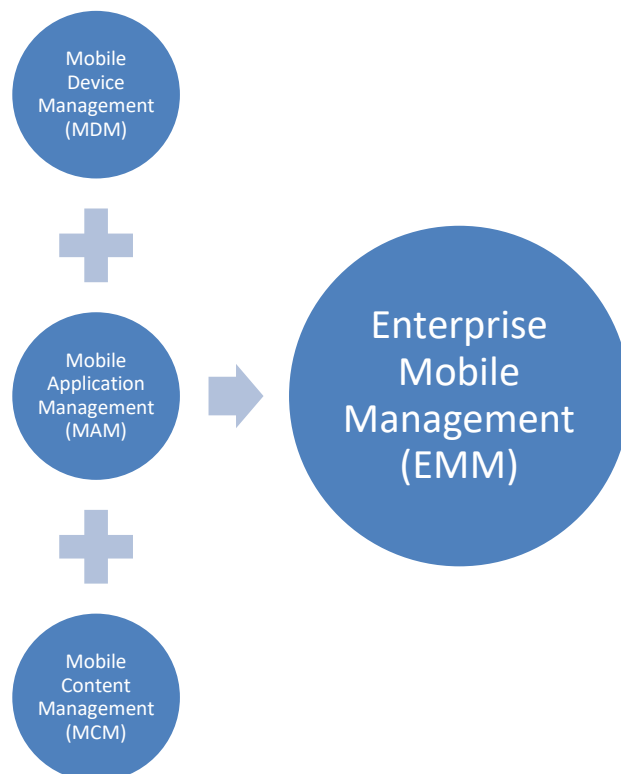 Mobile
Device
Management
(MDM)
Mobile
Application
Management
(MAM)
Mobile
Content
Management
(MCM)
Enterprise
Mobile
Management
(EMM)